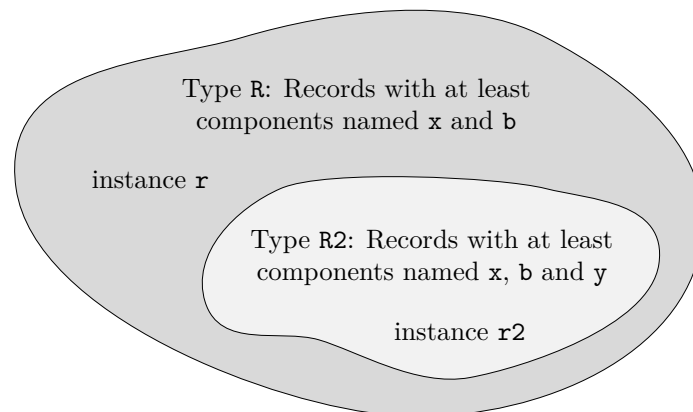 Type R: Records with at least
components named x and b
instance r
Type R2: Records with at least
components named x, b and y
instance r2